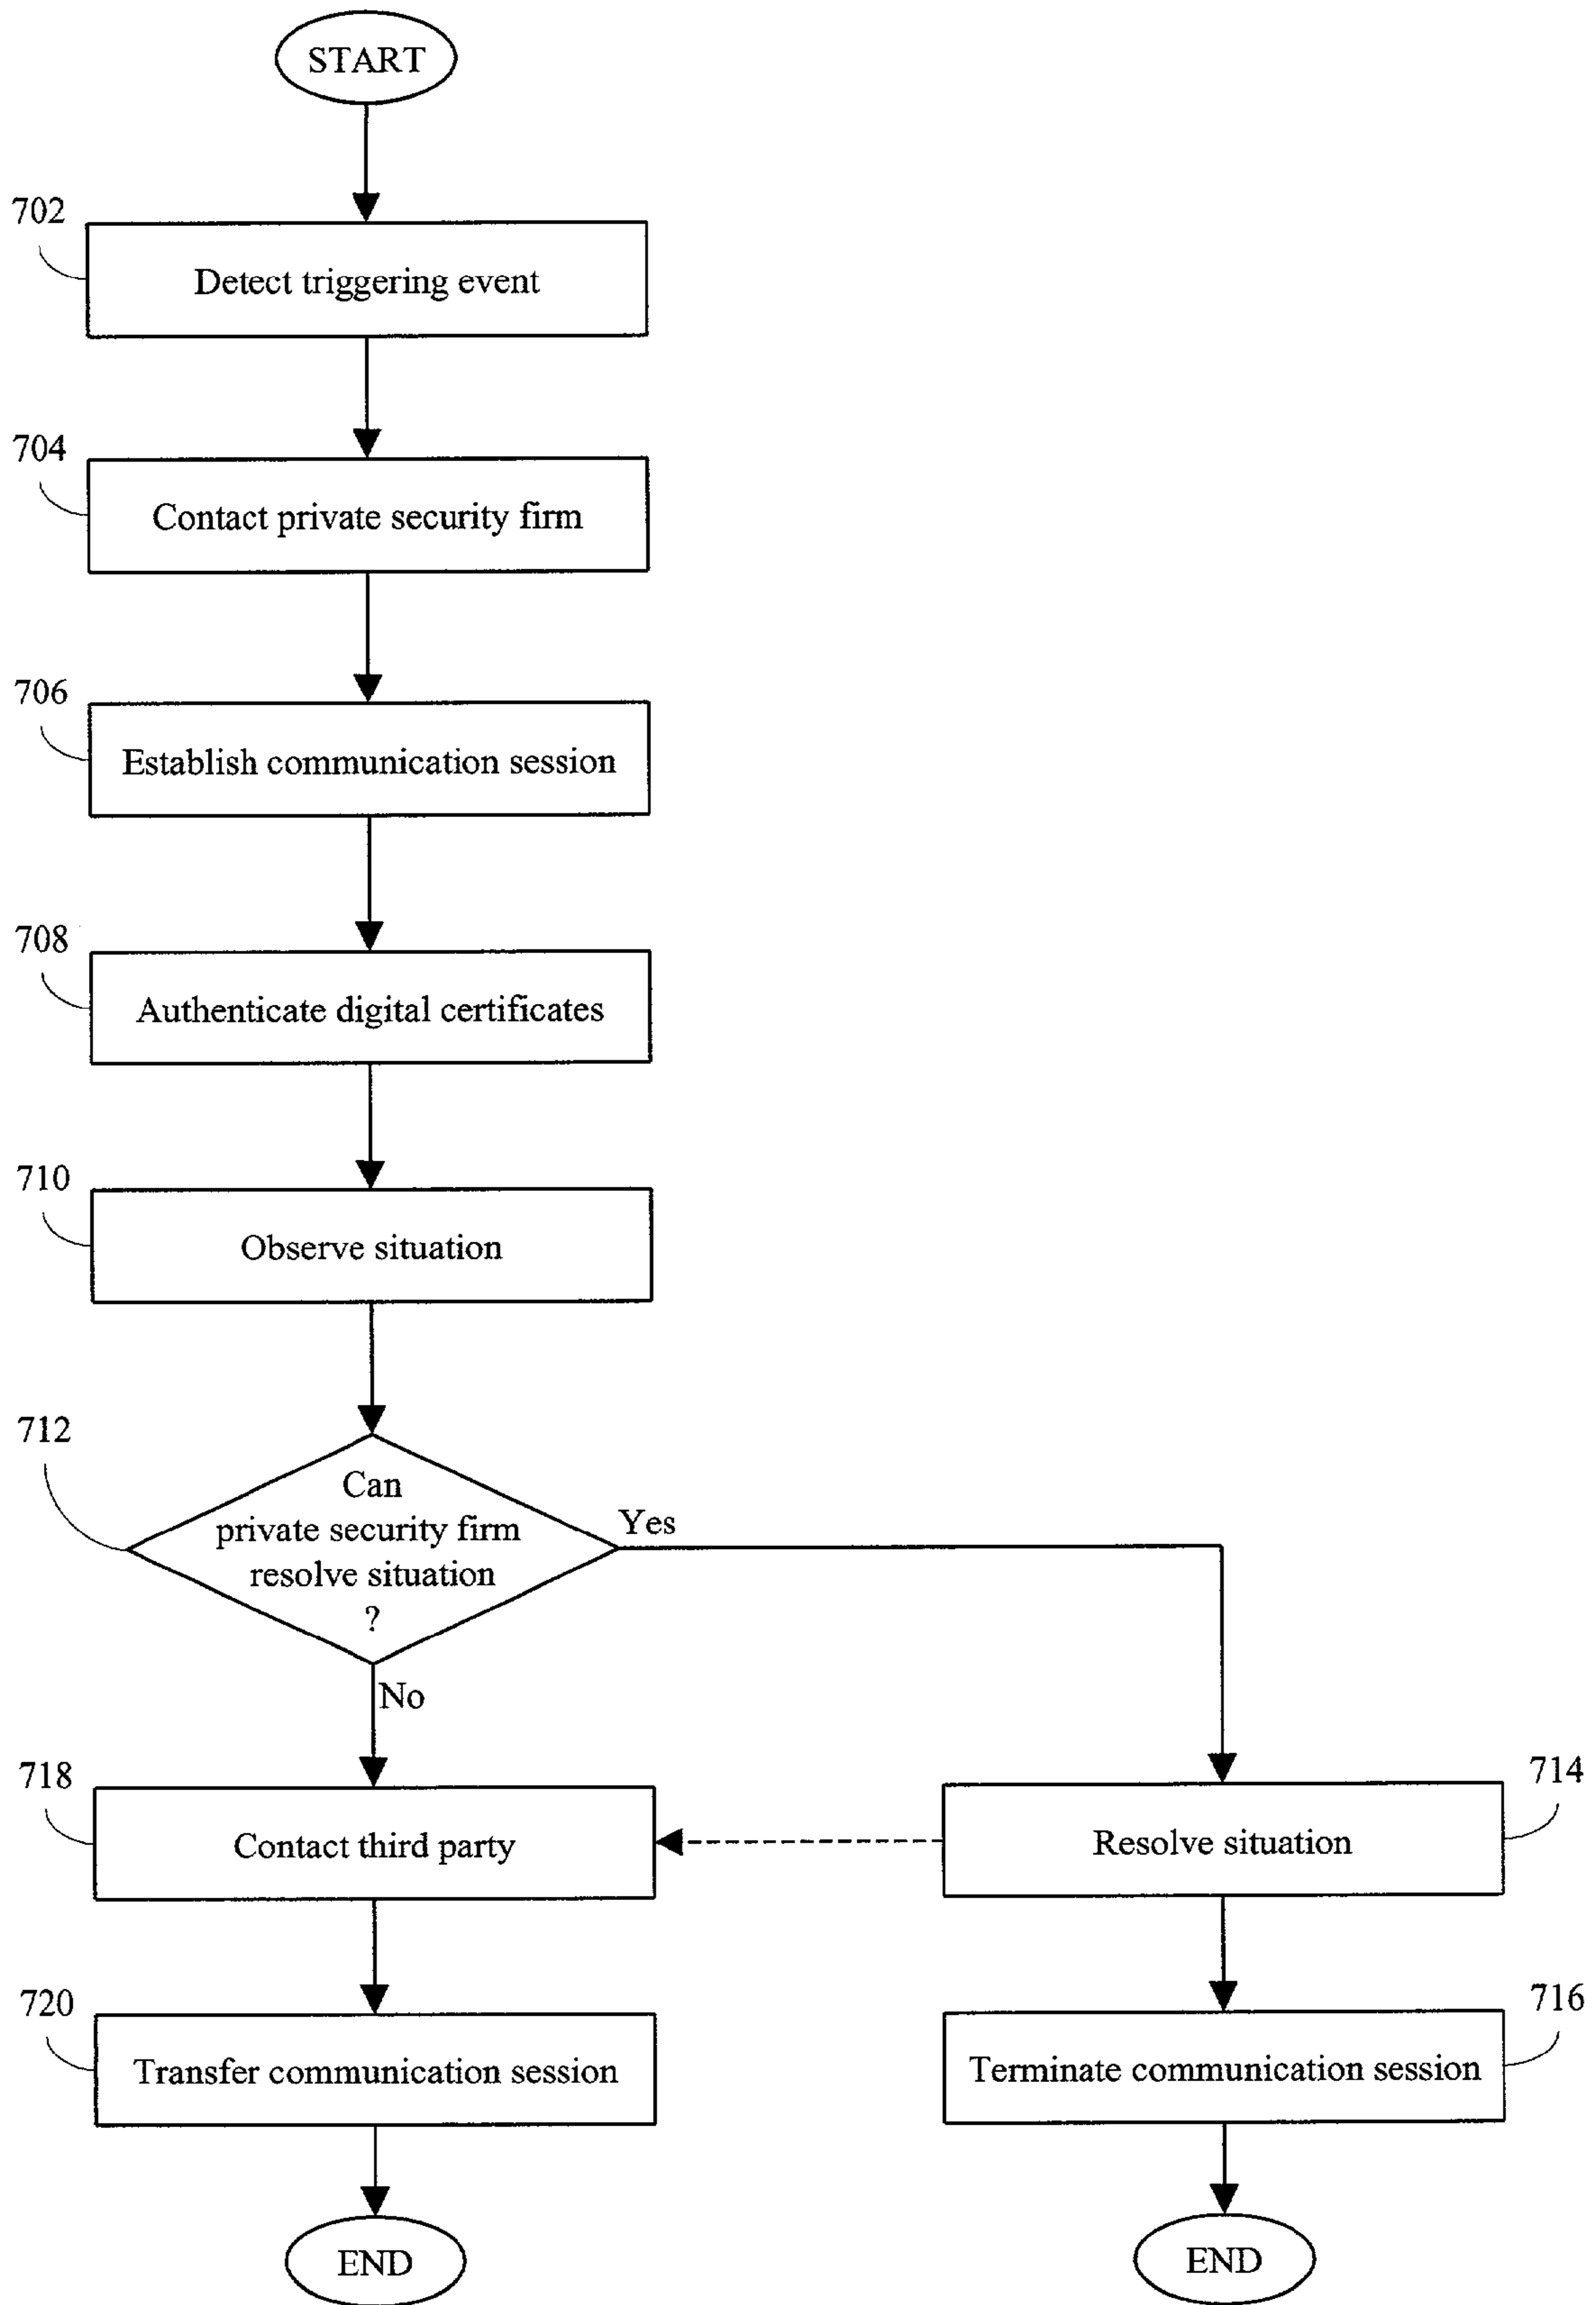 START
702
Detect triggering event
704
Contact private security firm
706
Establish communication session
708
Authenticate digital certificates
710
Observe situation
712
Can
private security firm
resolve situation
?
Yes
No
718
Contact third party
714
Resolve situation
720
Transfer communication session
716
Terminate communication session
END
END